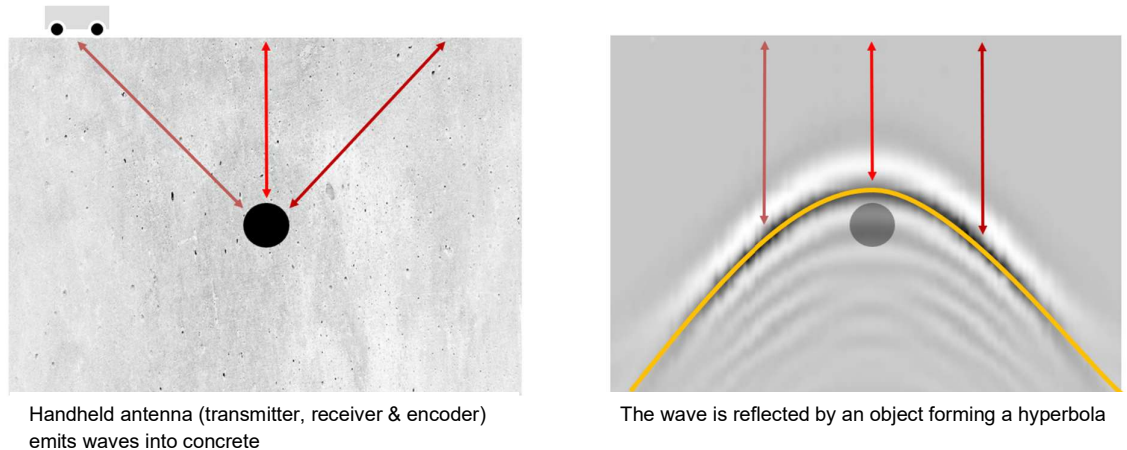 Handheld antenna (transmitter, receiver & encoder)
emits waves into concrete
The wave is reflected by an object forming a hyperbola